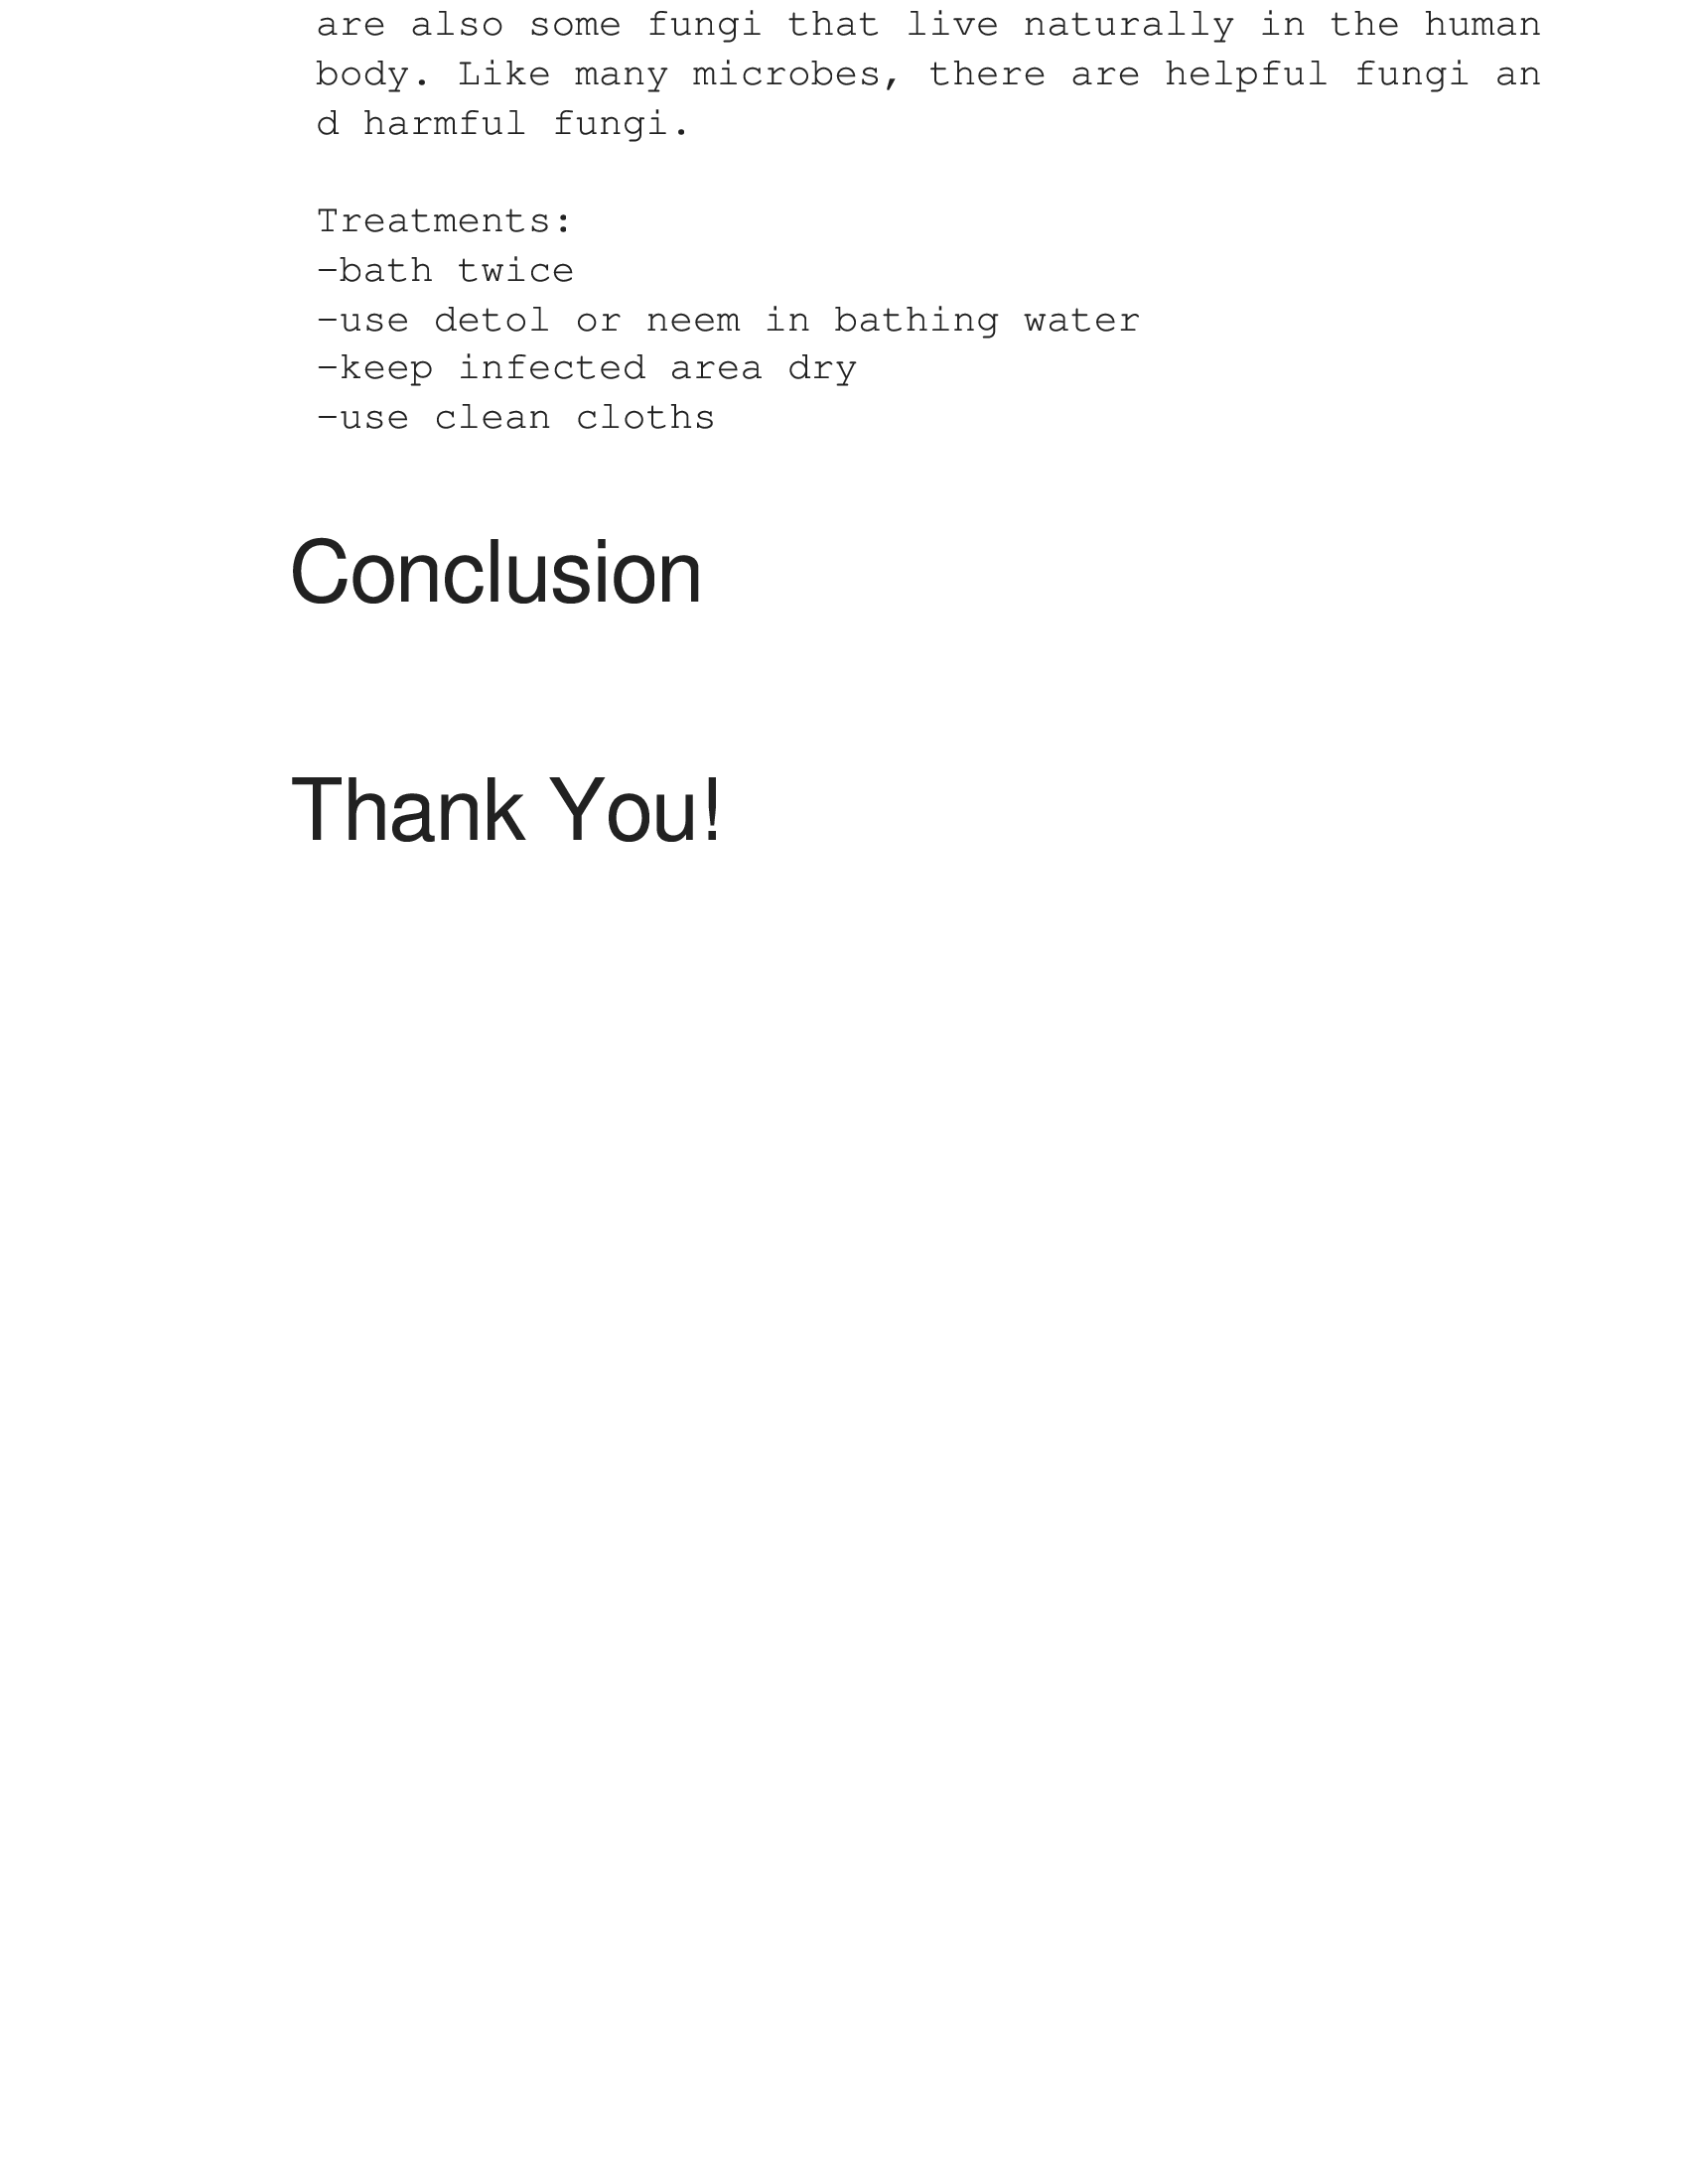 are also some fungi that live naturally in the human
body. Like many microbes, there are helpful fungi an
d harmful fungi.
Treatments:
-bath twice
-use detol or neem in bathing water
-keep infected area dry
-use clean cloths
Conclusion
Thank You!